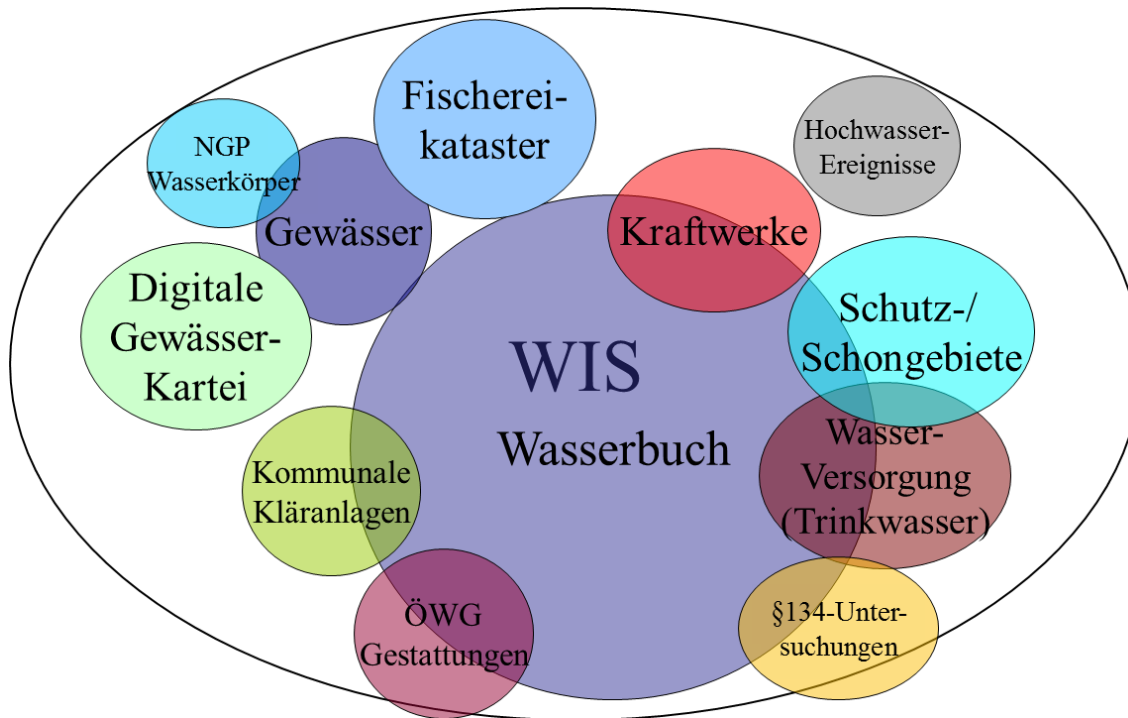 Fischerei-
kataster
Hochwasser-
Ereignisse
NGP
Wasserkörper
Gewässer
Kraftwerke
Digitale
Gewässer-
Kartei
Schutz-/
Schongebiete
WIS
Wasserbuch
Wasser-
Versorgung
(Trinkwasser)
Kommunale
Kläranlagen
ÖWG
Gestattungen
§134-Unter-
suchungen